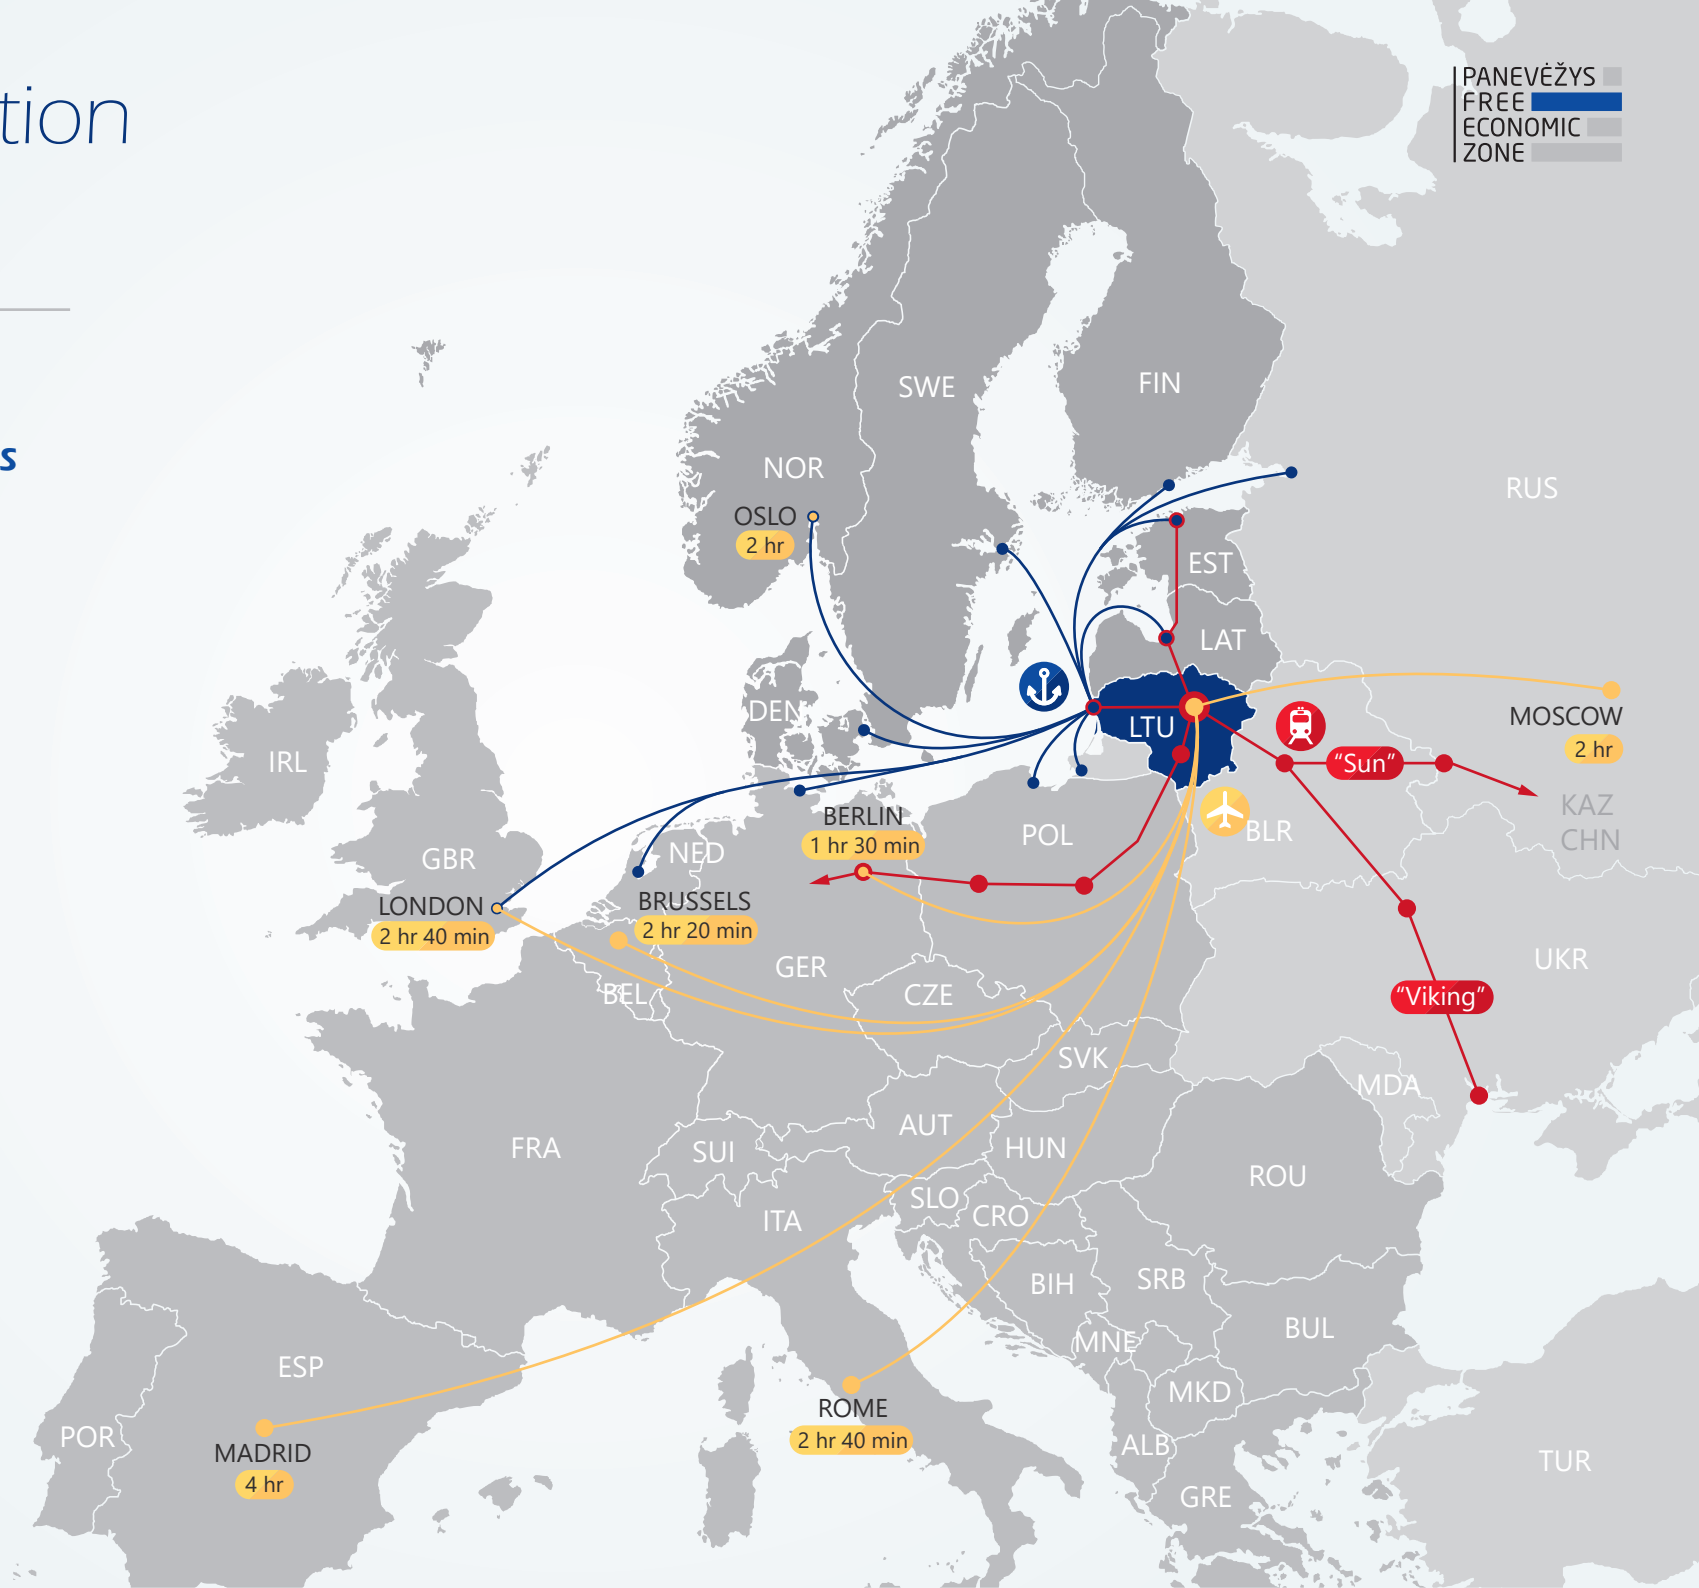 tion
PANEVĖŽYS
FREE
ECONOMIC
ZONE
s
SWE
FIN
NOR
RUS
OSLO
2 hr
EST
LAT
DEN
LTU
MOSCOW
2 hr
IRL
"Sun"
KAZ
CHN
BERLIN
1 hr 30 min
POL
BLR
GBR
NED
LONDON
2 hr 40 min
BRUSSELS
2 hr 20 min
GER
UKR
BEL
CZE
"Viking"
SVK
MDA
AUT
FRA
SUI
HUN
ROU
SLO
CRO
ITA
BIH
SRB
MNE
BUL
ESP
MKD
ROME
2 hr 40 min
POR
MADRID
4 hr
ALB
TUR
GRE